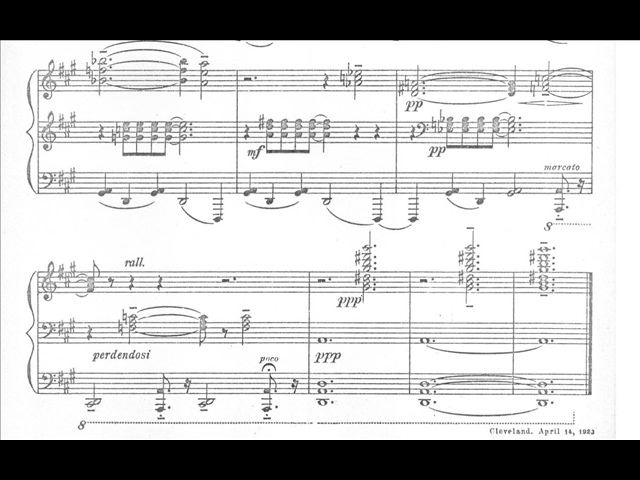 mf
pp
pp
marcato
8
rall.
ppp
perdendosi
poco
ppp
8
Cleveland, April 14, 1923